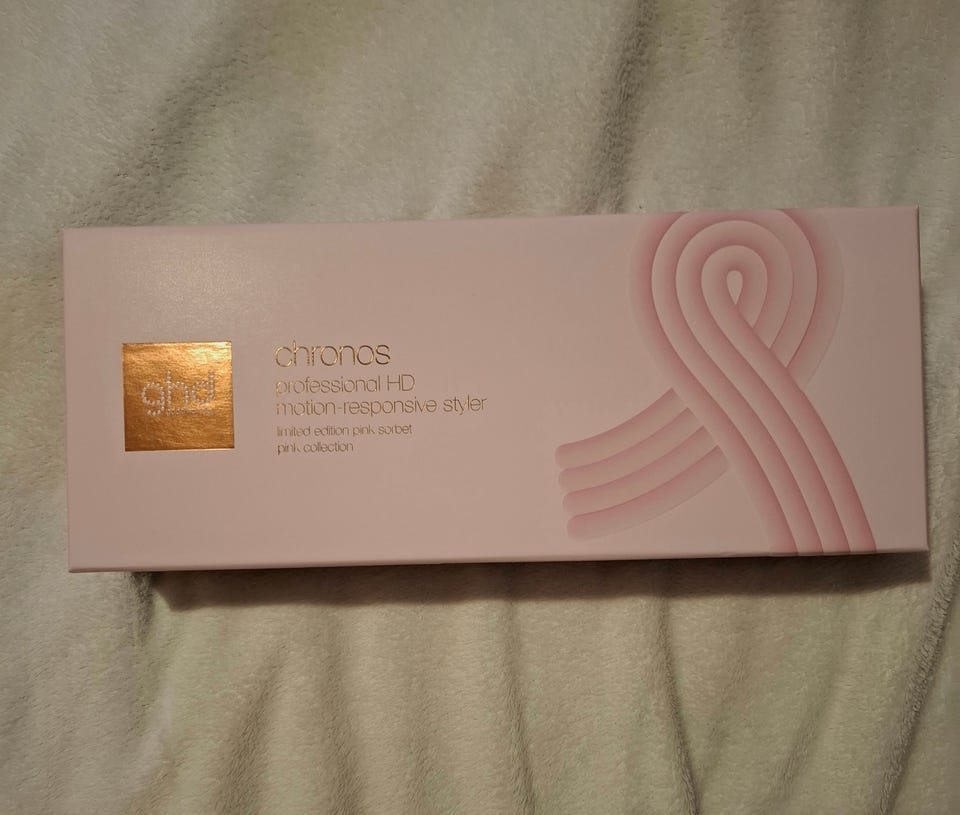 ghd
chronos
professional HD
motion-responsive styler
limited edition pink sorbet
pink collection